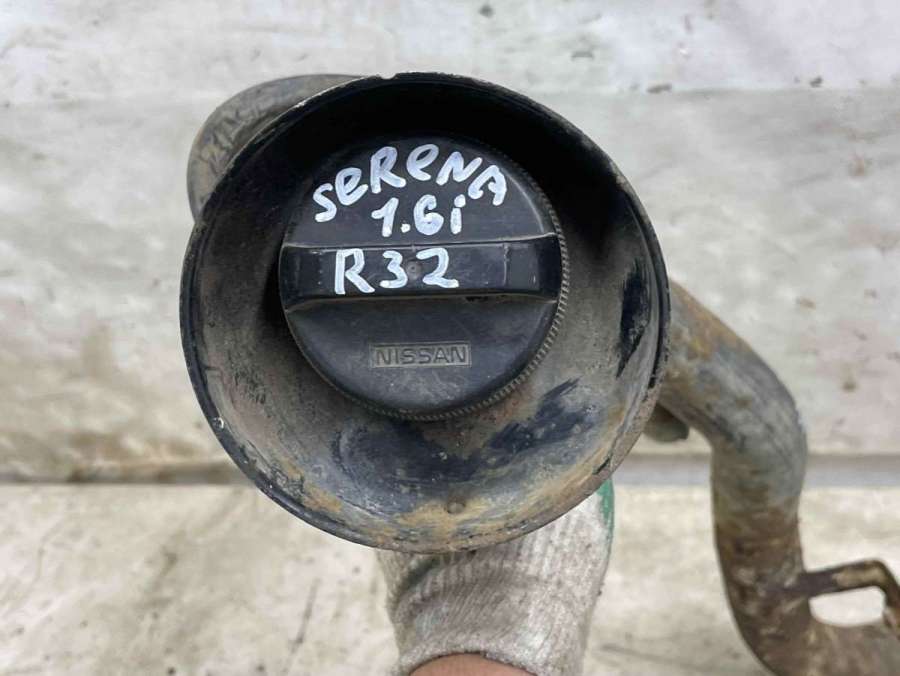 SeReNA
1.6i
R32
NISSAN